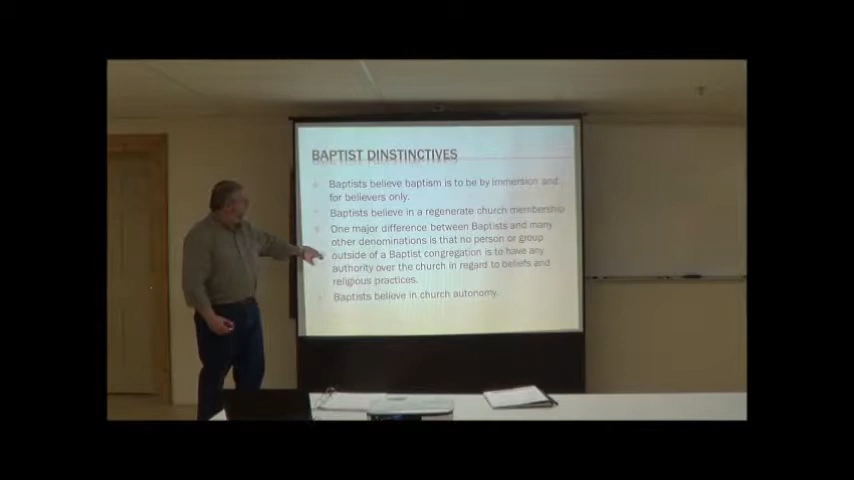 BAPTIST DINSTINCTIVES
Baptists believe baptism is to be by immersion and
for believers only.
Baptists believe in a regenerate church membership
One major difference between Baptists and many
other denominations is that no person or group
outside of a Baptist congregation is to have any
authority over the church in regard to beliefs and
religious practices.
Baptists believe in church autonomy.